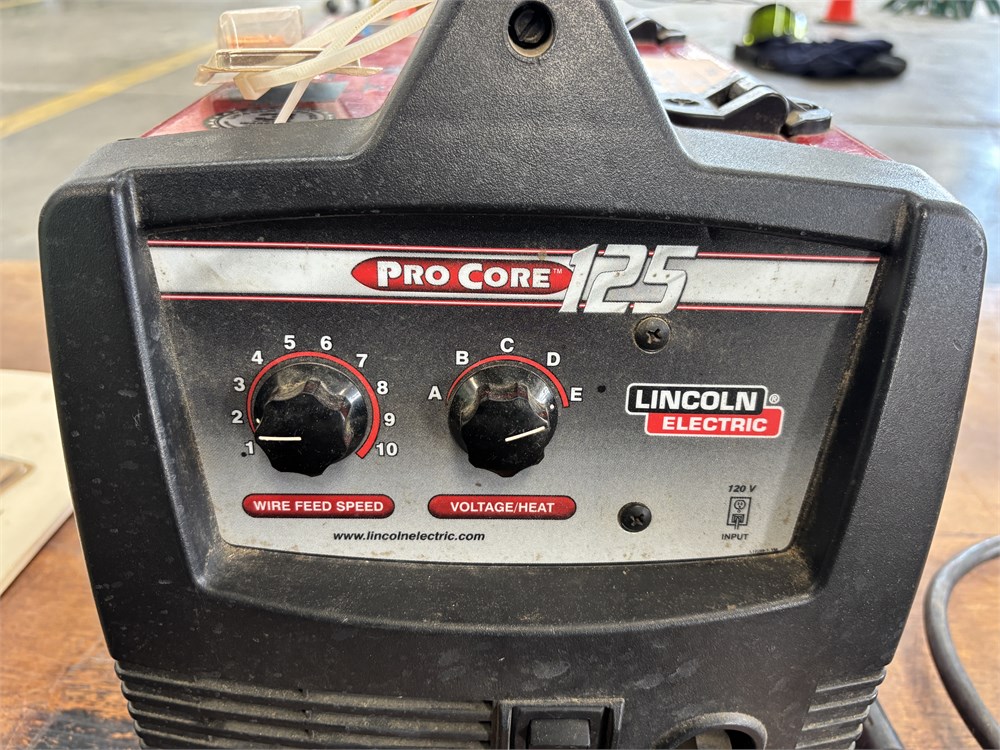 PRO CORE™ 125
1
2
3
4
5
6
7
8
9
10
A
B
C
D
E
WIRE FEED SPEED
VOLTAGE/HEAT
www.lincolnelectric.com
LINCOLN ®
ELECTRIC
120 V
INPUT